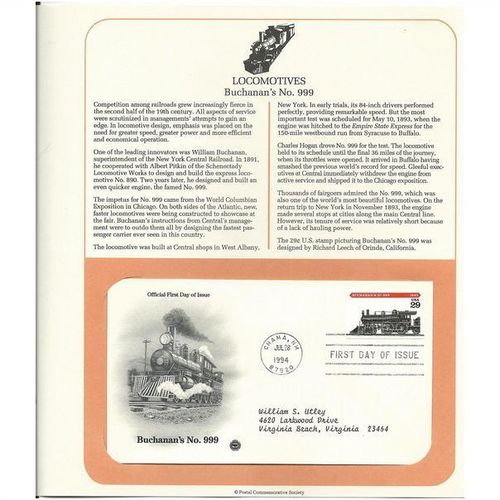 LOCOMOTIVES
Buchanan's No. 999
Competition among railroads grew increasingly fierce in
the second half of the 19th century. All aspects of service
were scrutinized in managements' attempts to gain an
edge. In locomotive design, emphasis was placed on the
need for greater speed, greater power and more efficient
and economical operation.
One of the leading innovators was William Buchanan,
superintendent of the New York Central Railroad. In 1891,
he cooperated with Albert Pitkin of the Schenectady
Locomotive Works to design and build the express loco-
motive No. 890. Two years later, he designed and built an
even quicker engine, the famed No. 999.
The impetus for No. 999 came from the World Columbian
Exposition in Chicago. On both sides of the Atlantic, new,
faster locomotives were being constructed to showcase at
the fair. Buchanan's instructions from Central's manage-
ment were to outdo them all by designing the fastest pas-
senger carrier ever seen in this country.
The locomotive was built at Central shops in West Albany,
New York. In early trials, its 84-inch drivers performed
perfectly, providing remarkable speed. But the most
important test was scheduled for May 10, 1893, when
the engine was hitched to the Empire State Express for the
150-mile westbound run from Syracuse to Buffalo.
Charles Hogan drove No. 999 for the test. The locomotive
held to its schedule until the final 36 miles of the journey,
when its throttles were opened. It arrived in Buffalo having
smashed the previous world's record for speed. Gleeful exec-
utives at Central immediately withdrew the engine from
active service and shipped it to the Chicago exposition.
Thousands of fairgoers admired the No. 999, which was
also one of the world's most beautiful locomotives. On the
return trip to New York in November 1893, the engine
made several stops at cities along the main Central line.
However, its tenure of service was relatively short because
of a lack of hauling power.
The 29¢ U.S. stamp picturing Buchanan's No. 999 was
designed by Richard Leech of Orinda, California.
Official First Day of Issue
BUCHANAN'S Nº 999 1893
USA
29
CHAMA, NM
JUL 28
1994
87520
FIRST DAY OF ISSUE
William S. Utley
4620 Larkwood Drive
Virginia Beach, Virginia 23464
Buchanan's No. 999
© Postal Commemorative Society